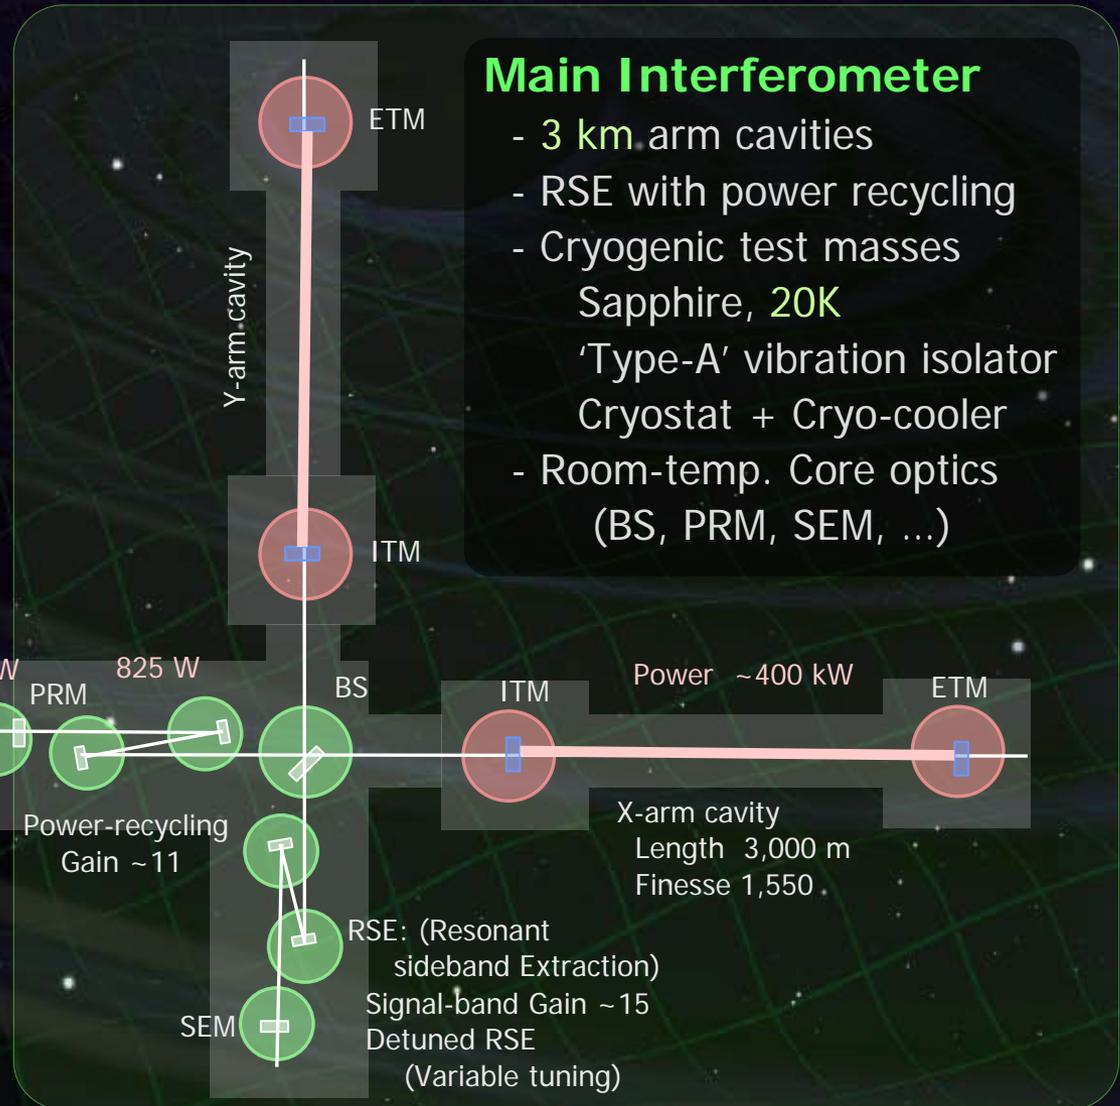 Main Interferometer
- 3 km arm cavities
- RSE with power recycling
- Cryogenic test masses
Sapphire, 20K
‘Type-A’ vibration isolator
Cryostat + Cryo-cooler
- Room-temp. Core optics
(BS, PRM, SEM, ...)
ETM
Y-arm cavity
ITM
W
825 W
PRM
BS
ITM
Power ~400 kW
ETM
Power-recycling
Gain ~11
X-arm cavity
Length 3,000 m
Finesse 1,550
RSE: (Resonant
sideband Extraction)
Signal-band Gain ~15
Detuned RSE
(Variable tuning)
SEM